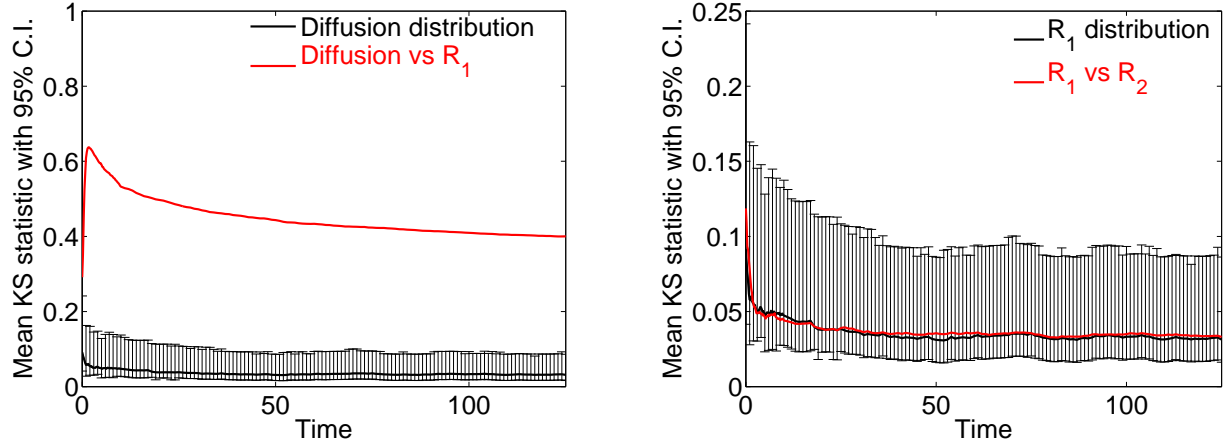 Mean KS statistic with 95% C.I.
1
0.8
0.6
0.4
0.2
0
0
50
100
Time
Diffusion distribution
Diffusion vs R1
Mean KS statistic with 95% C.I.
0.25
0.2
0.15
0.1
0.05
0
0
50
100
Time
R1 distribution
R1 vs R2